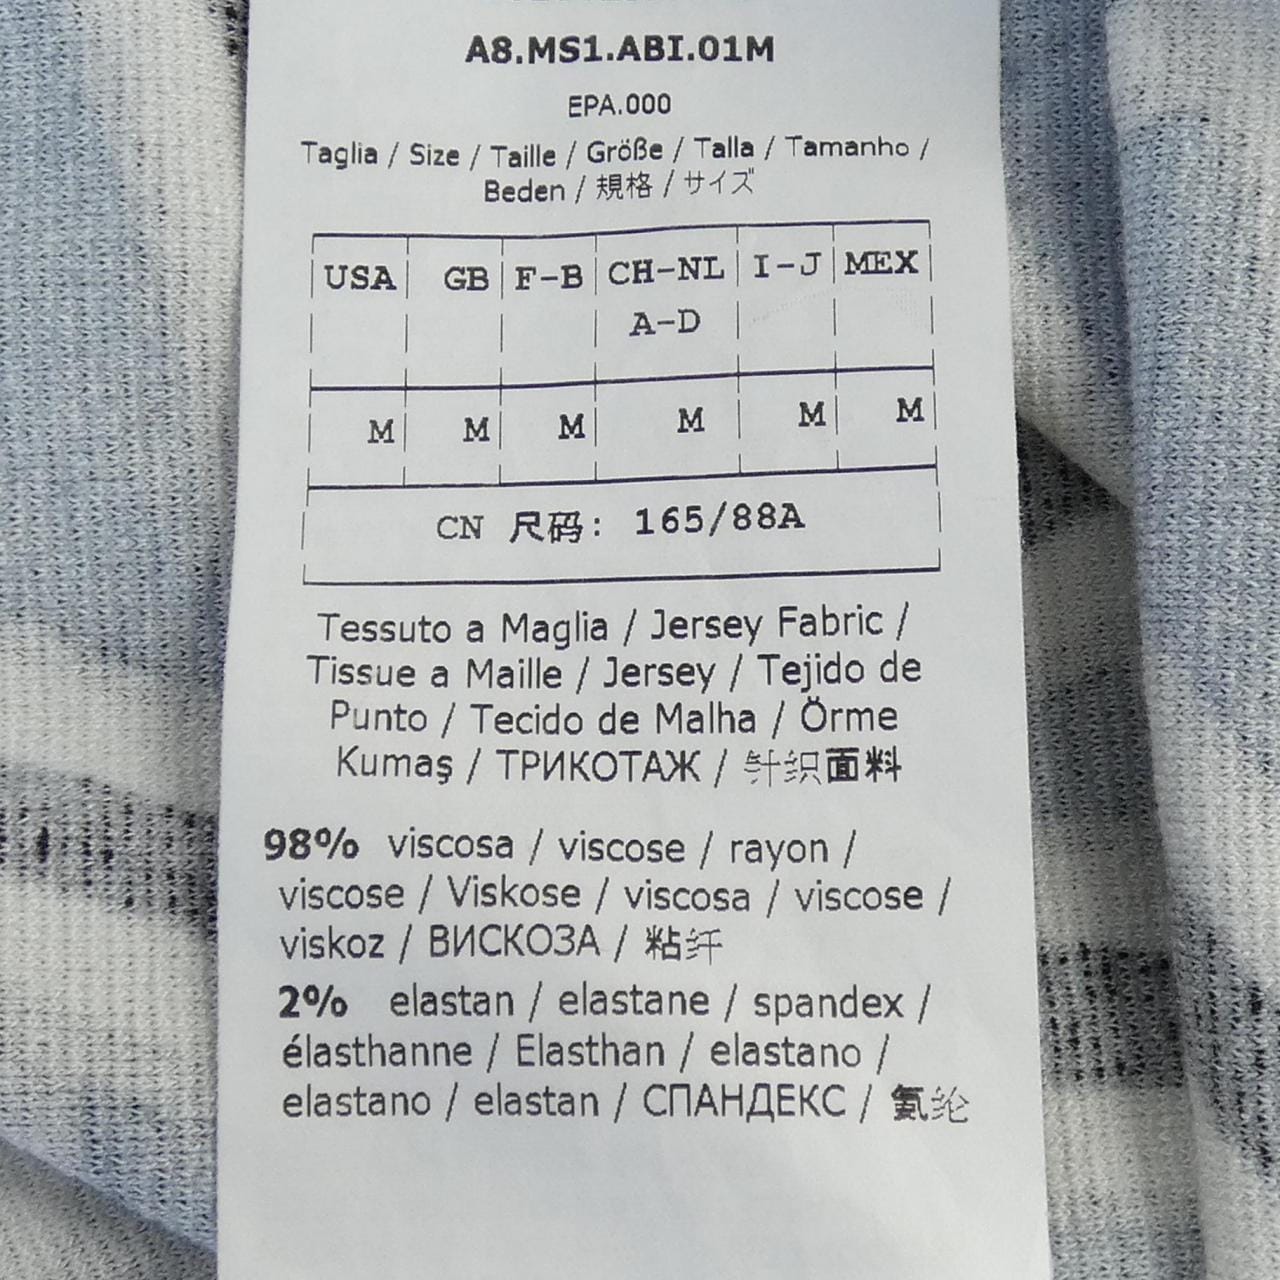 A8.MS1.ABI.01M
EPA.000
Taglia / Size / Taille / Größe / Talla / Tamanho /
Beden / 規格 / サイズ
USA GB F-B CH-NL I-J MEX
A-D
M M M M M M
CN 尺码: 165/88A
Tessuto a Maglia / Jersey Fabric /
Tissue a Maille / Jersey / Tejido de
Punto / Tecido de Malha / Örme
Kumaş / ТРИКОТАЖ / 针织面料
98% viscosa / viscose / rayon /
viscose / Viskose / viscosa / viscose /
viskoz / ВИСКОЗА / 粘纤
2% elastan / elastane / spandex /
élasthanne / Elasthan / elastano /
elastano / elastan / СПАНДЕКС / 氨纶